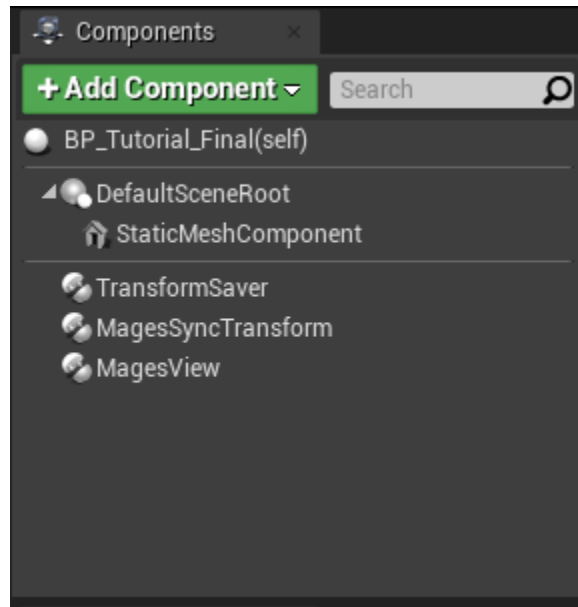 Components
+ Add Component
Search
BP_Tutorial_Final(self)
DefaultSceneRoot
StaticMeshComponent
TransformSaver
MagesSyncTransform
MagesView